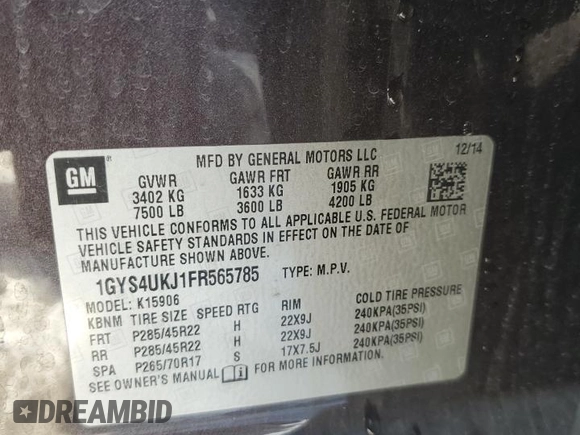 GM
®
MFD BY GENERAL MOTORS LLC
12/14
GVWR GAWR FRT GAWR RR
3402 KG 1633 KG 1905 KG
7500 LB 3600 LB 4200 LB
THIS VEHICLE CONFORMS TO ALL APPLICABLE U.S. FEDERAL MOTOR
VEHICLE SAFETY STANDARDS IN EFFECT ON THE DATE OF
MANUFACTURE SHOWN ABOVE.
1GYS4UKJ1FR565785 TYPE: M.P.V.
MODEL: K15906
KBNM TIRE SIZE SPEED RTG RIM COLD TIRE PRESSURE
FRT P285/45R22 H 22X9J 240KPA(35PSI)
RR P285/45R22 H 22X9J 240KPA(35PSI)
SPA P265/70R17 S 17X7.5J 240KPA(35PSI)
SEE OWNER'S MANUAL FOR MORE INFORMATION.
DREAMBID